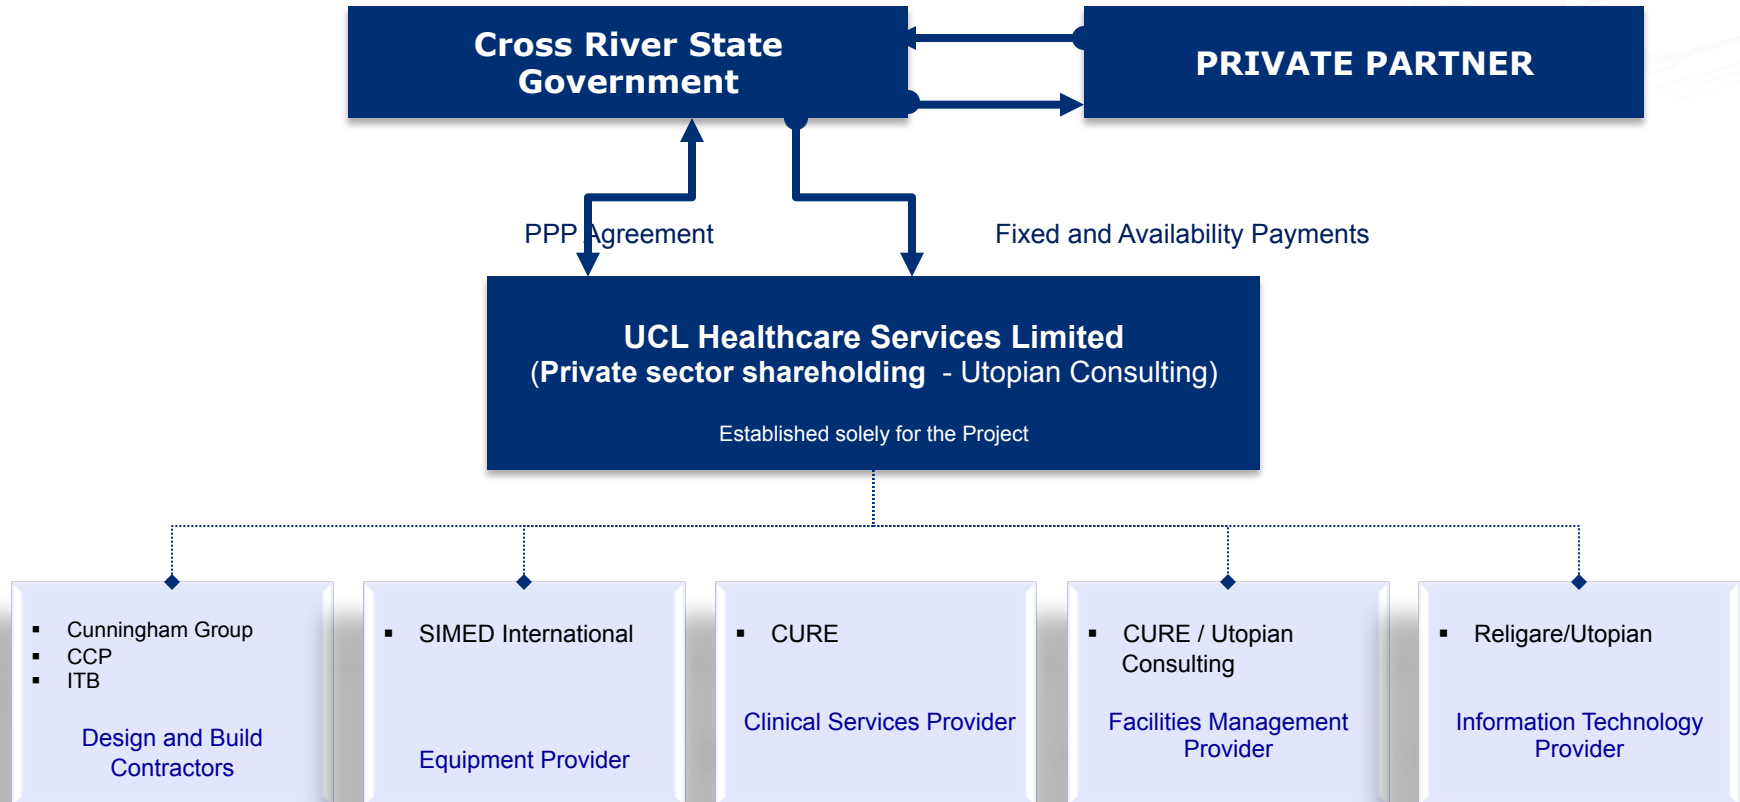 Cross River State
Government
PRIVATE PARTNER
PPP Agreement
Fixed and Availability Payments
UCL Healthcare Services Limited
(Private sector shareholding - Utopian Consulting)
Established solely for the Project
▪ Cunningham Group
▪ CCP
▪ ITB
Design and Build
Contractors
▪ SIMED International
Equipment Provider
▪ CURE
Clinical Services Provider
▪ CURE / Utopian
Consulting
Facilities Management
Provider
▪ Religare/Utopian
Information Technology
Provider